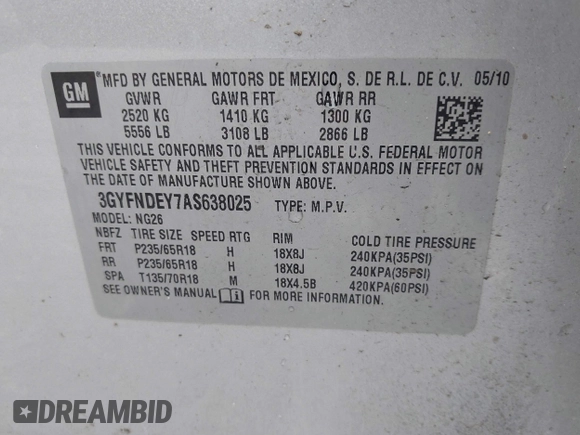 GM
®MFD BY GENERAL MOTORS DE MEXICO, S. DE R.L. DE C.V. 05/10
GVWR GAWR FRT GAWR RR
2520 KG 1410 KG 1300 KG
5556 LB 3108 LB 2866 LB
THIS VEHICLE CONFORMS TO ALL APPLICABLE U.S. FEDERAL MOTOR
VEHICLE SAFETY AND THEFT PREVENTION STANDARDS IN EFFECT ON
THE DATE OF MANUFACTURE SHOWN ABOVE.
3GYFNDEY7AS638025 TYPE: M.P.V.
MODEL: NG26
NBFZ TIRE SIZE SPEED RTG RIM COLD TIRE PRESSURE
FRT P235/65R18 H 18X8J 240KPA(35PSI)
RR P235/65R18 H 18X8J 240KPA(35PSI)
SPA T135/70R18 M 18X4.5B 420KPA(60PSI)
SEE OWNER'S MANUAL FOR MORE INFORMATION.
DREAMBID